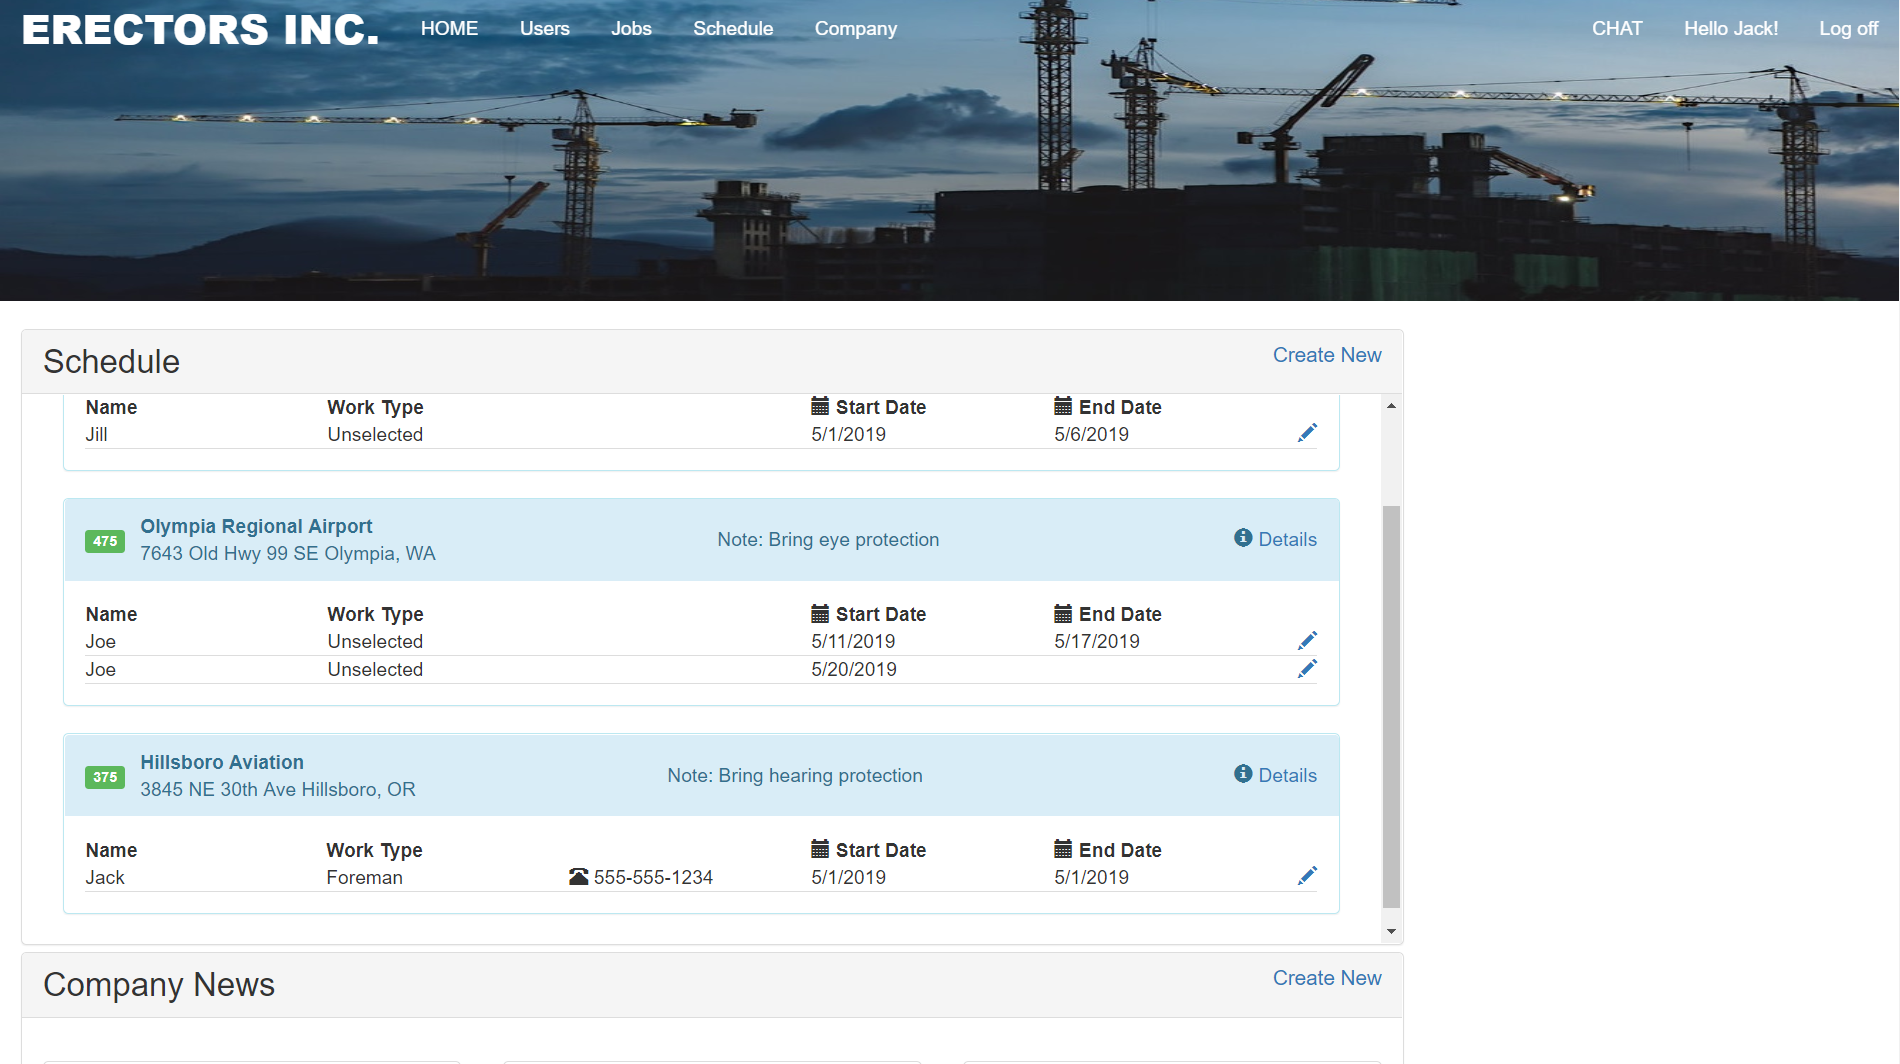 ERECTORS INC. HOME Users Jobs Schedule Company CHAT Hello Jack! Log off
Schedule Create New
Name Work Type Start Date End Date
Jill Unselected 5/1/2019 5/6/2019
475 Olympia Regional Airport
7643 Old Hwy 99 SE Olympia, WA
Note: Bring eye protection
Details
Name Work Type Start Date End Date
Joe Unselected 5/11/2019 5/17/2019
Joe Unselected 5/20/2019
375 Hillsboro Aviation
3845 NE 30th Ave Hillsboro, OR
Note: Bring hearing protection
Details
Name Work Type Start Date End Date
Jack Foreman 555-555-1234 5/1/2019 5/1/2019
Company News Create New